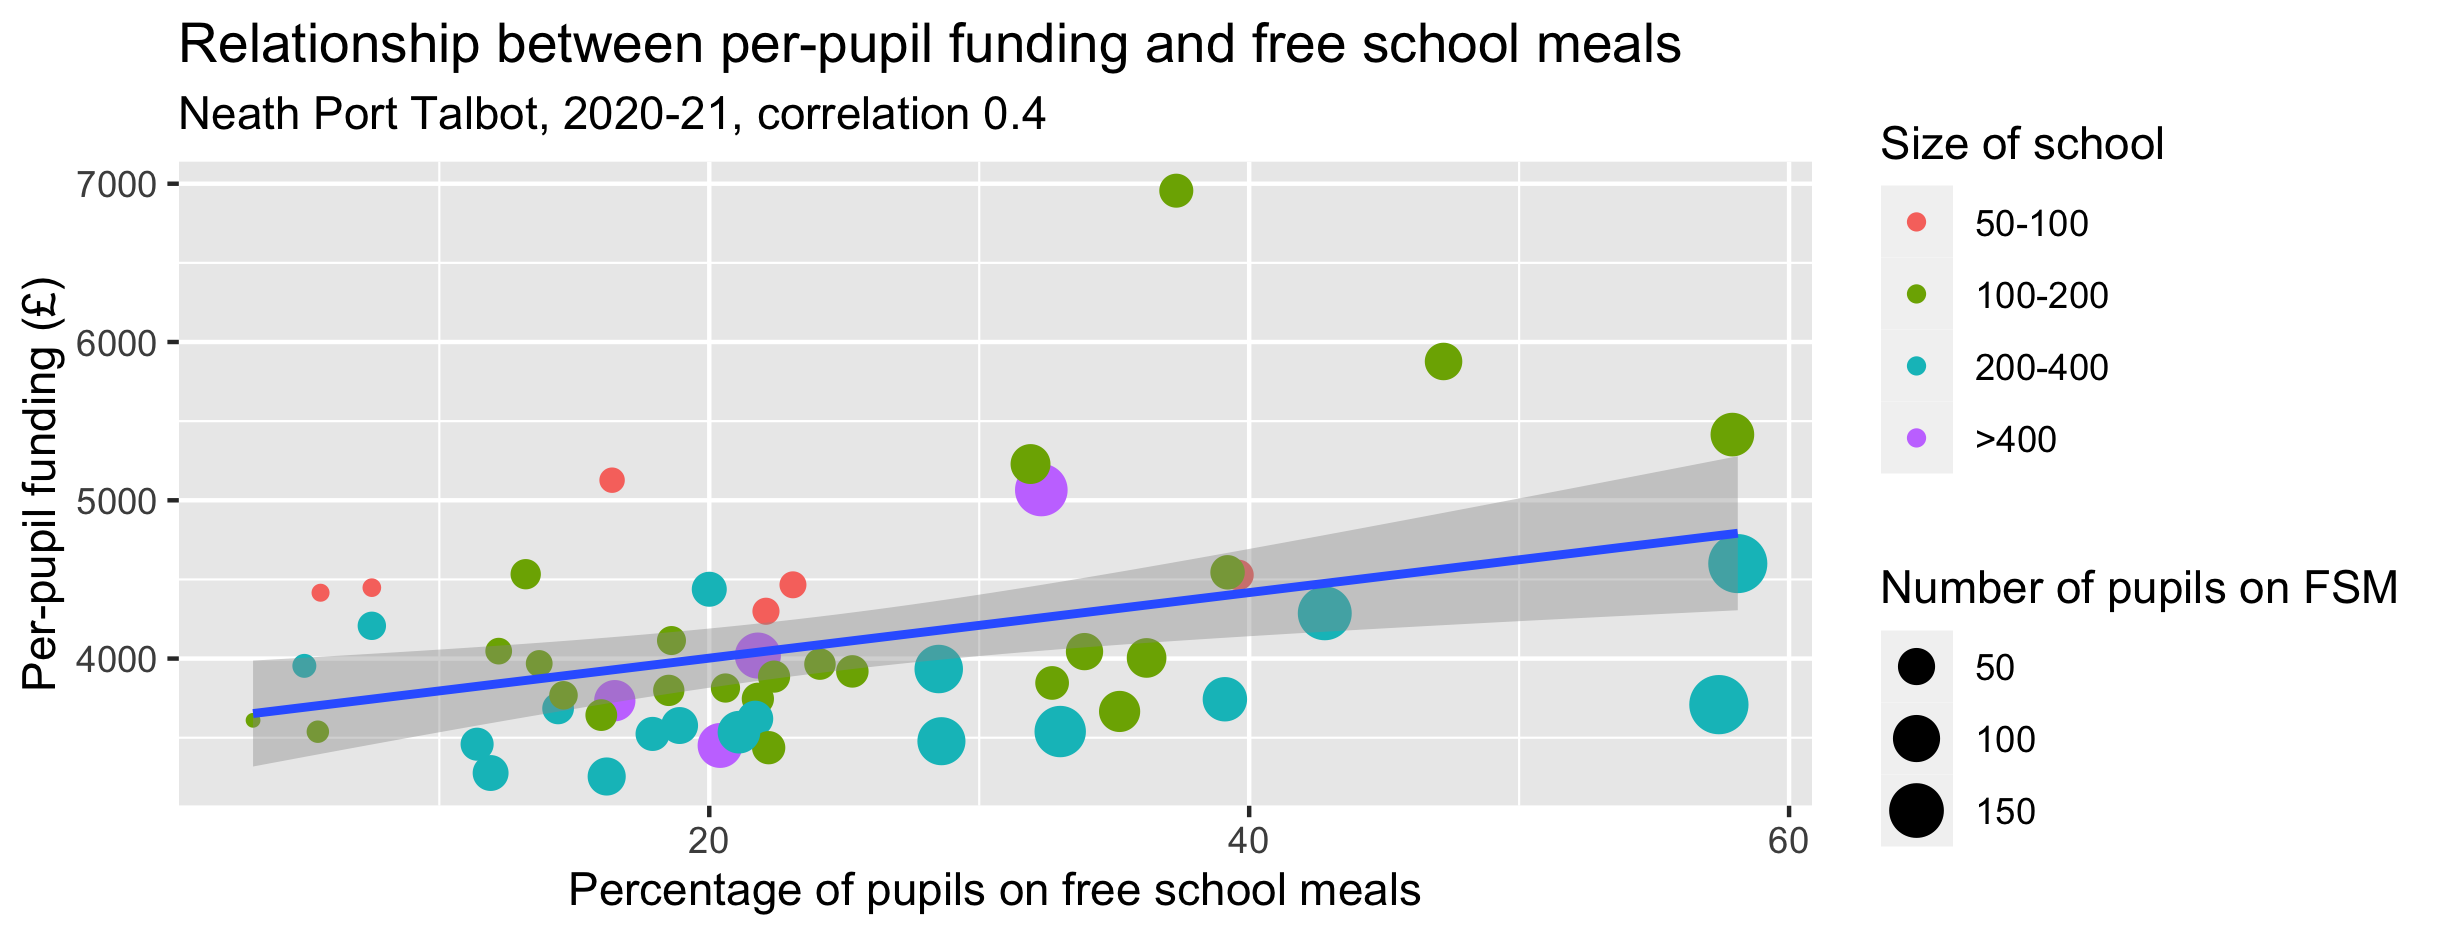 Relationship between per-pupil funding and free school meals
Neath Port Talbot, 2020-21, correlation 0.4
Per-pupil funding (£)
7000
6000
5000
4000
20
40
60
Percentage of pupils on free school meals
Size of school
50-100
100-200
200-400
>400
Number of pupils on FSM
50
100
150